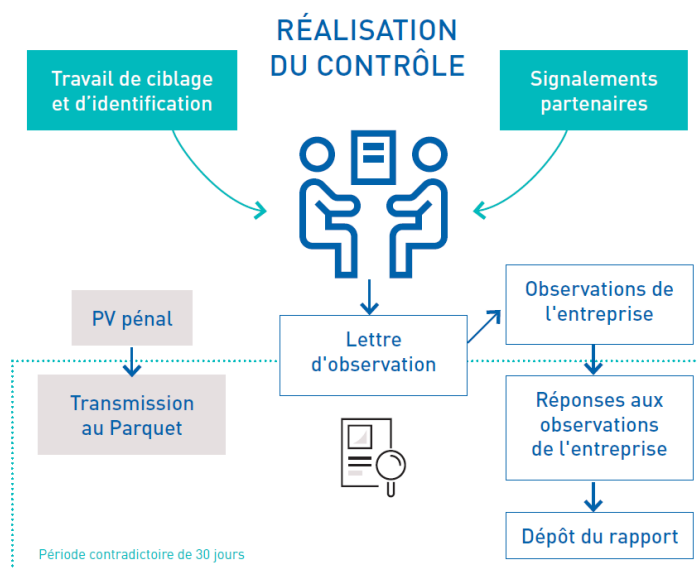 RÉALISATION
DU CONTRÔLE
Travail de ciblage
et d'identification
Signalements
partenaires
PV pénal
Transmission
au Parquet
Lettre
d'observation
Observations de
l'entreprise
Réponses aux
observations
de l'entreprise
Dépôt du rapport
Période contradictoire de 30 jours